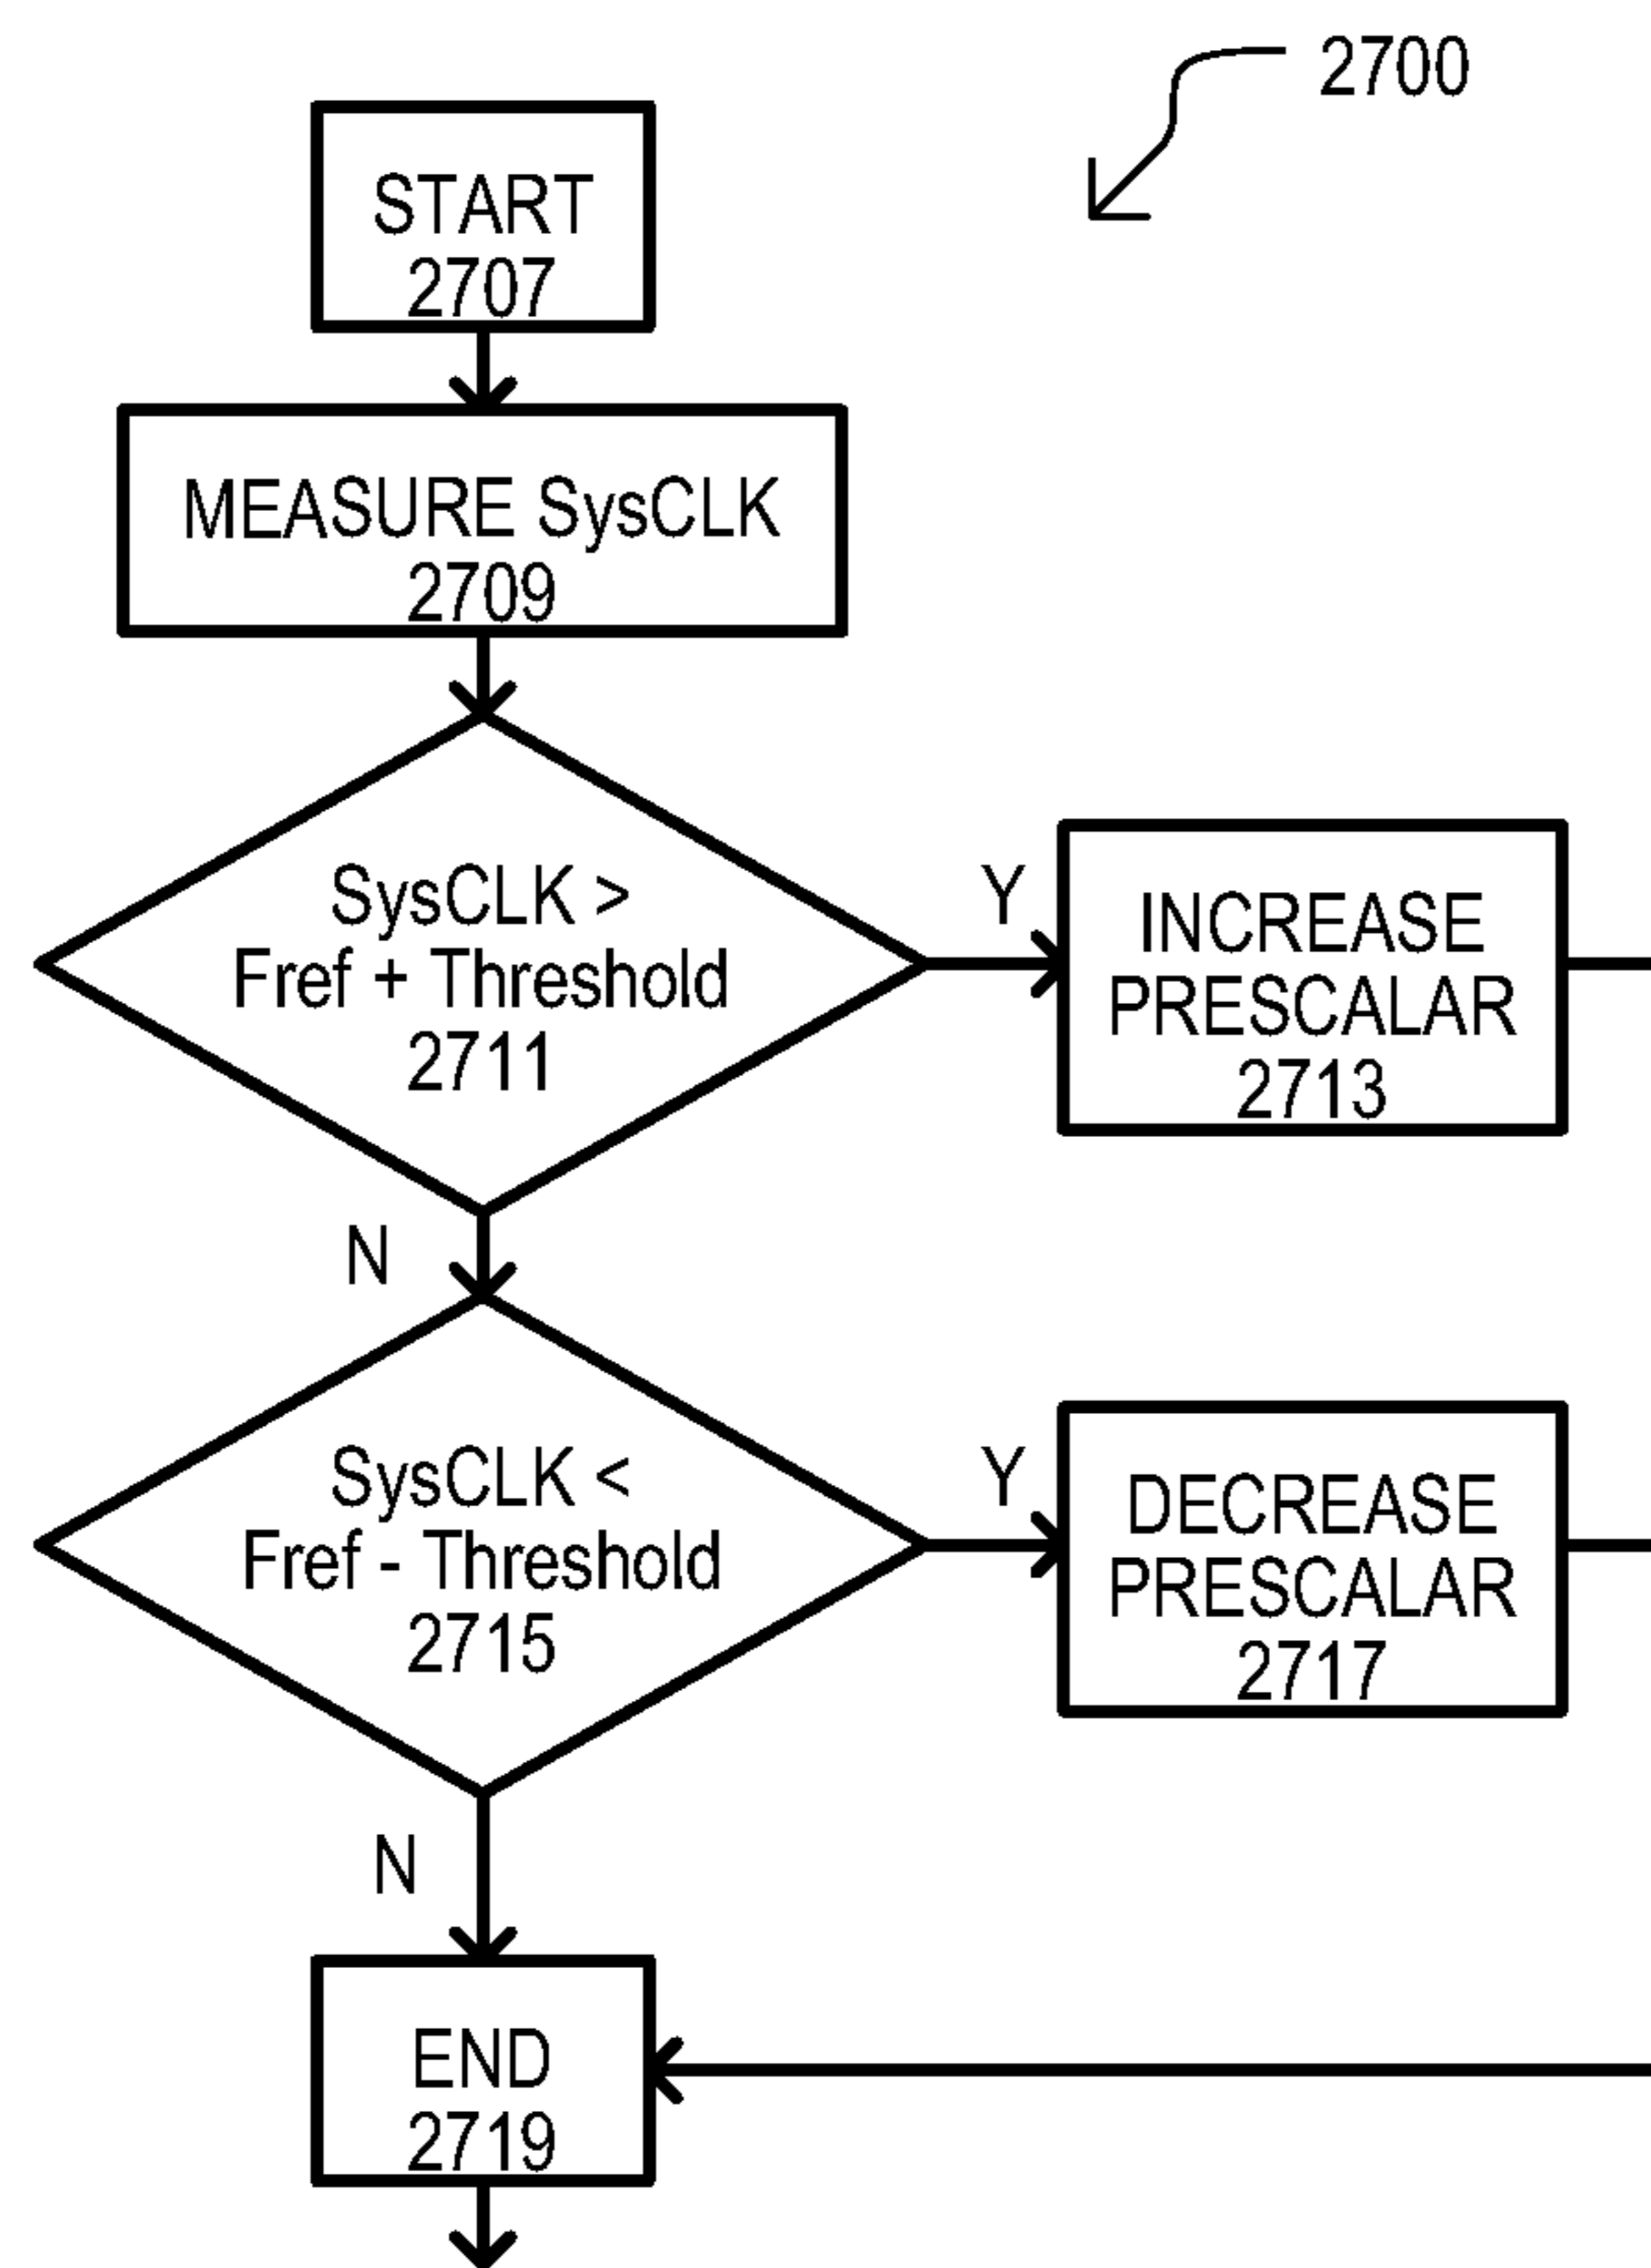 2700
START
2707
MEASURE SysCLK
2709
SysCLK >
Fref + Threshold
2711
Y
INCREASE
PRESCALAR
2713
N
SysCLK <
Fref - Threshold
2715
Y
DECREASE
PRESCALAR
2717
N
END
2719